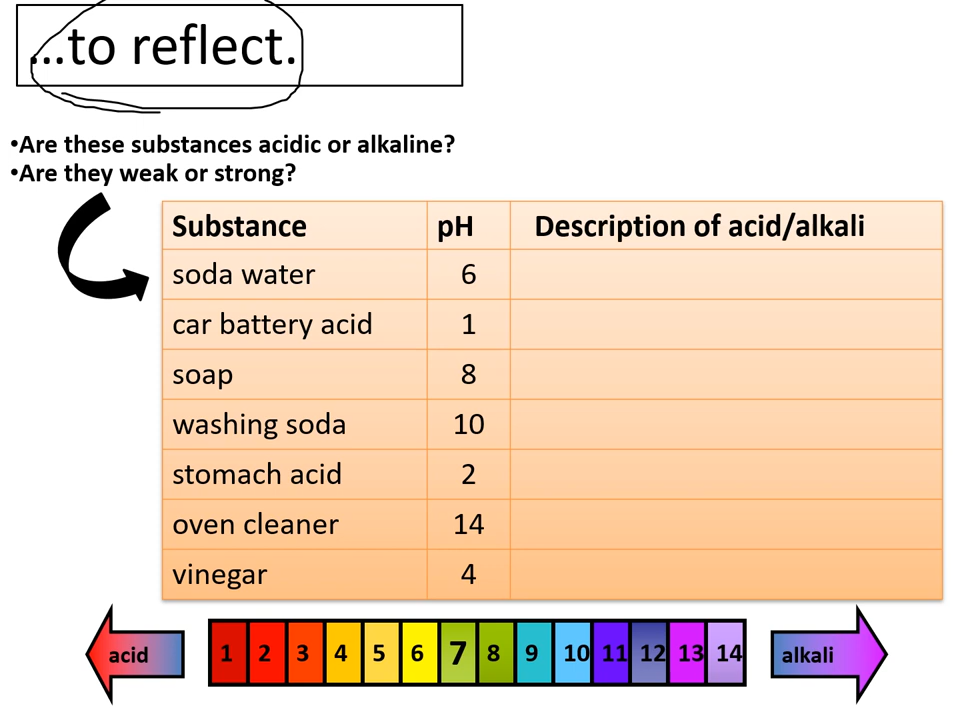 ...to reflect.
•Are these substances acidic or alkaline?
•Are they weak or strong?
Substance pH Description of acid/alkali
soda water 6
car battery acid 1
soap 8
washing soda 10
stomach acid 2
oven cleaner 14
vinegar 4
acid 1 2 3 4 5 6 7 8 9 10 11 12 13 14 alkali